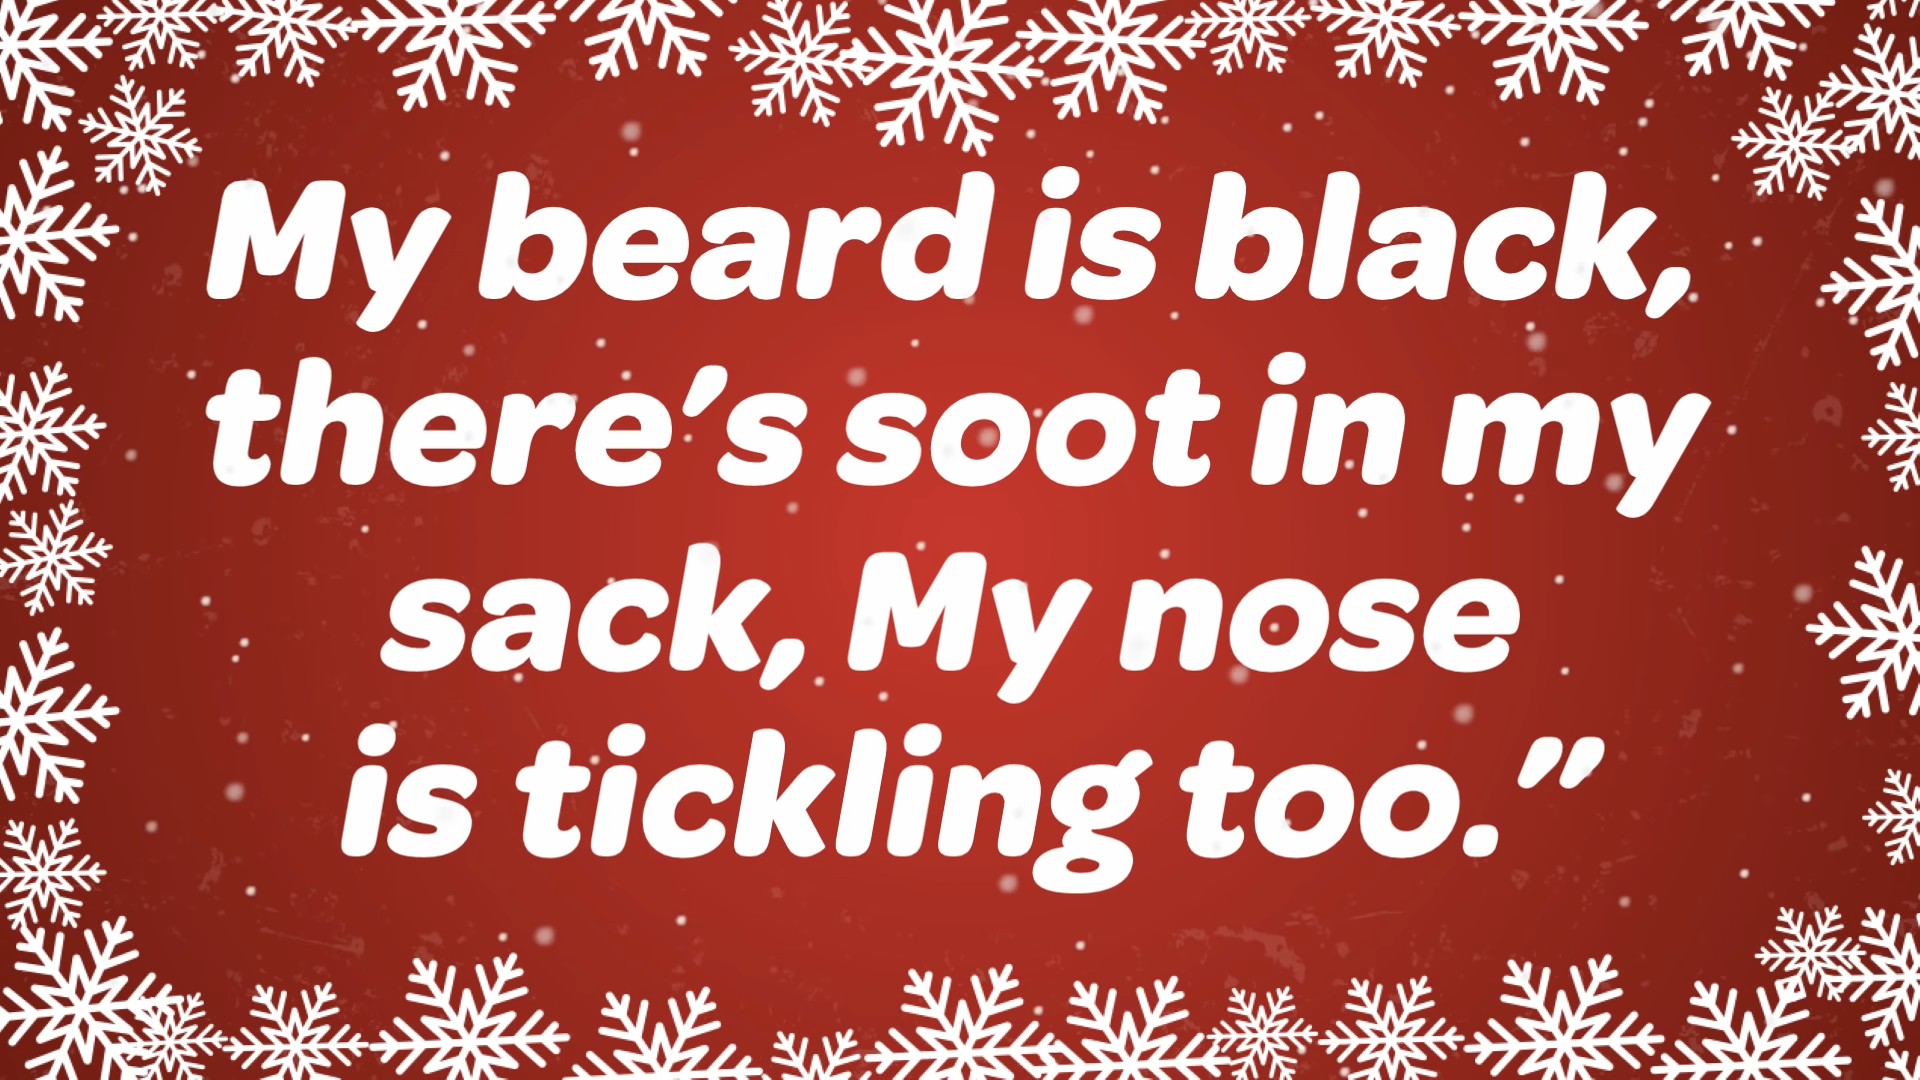 My beard is black,
there’s soot in my
sack, My nose
is tickling too.”